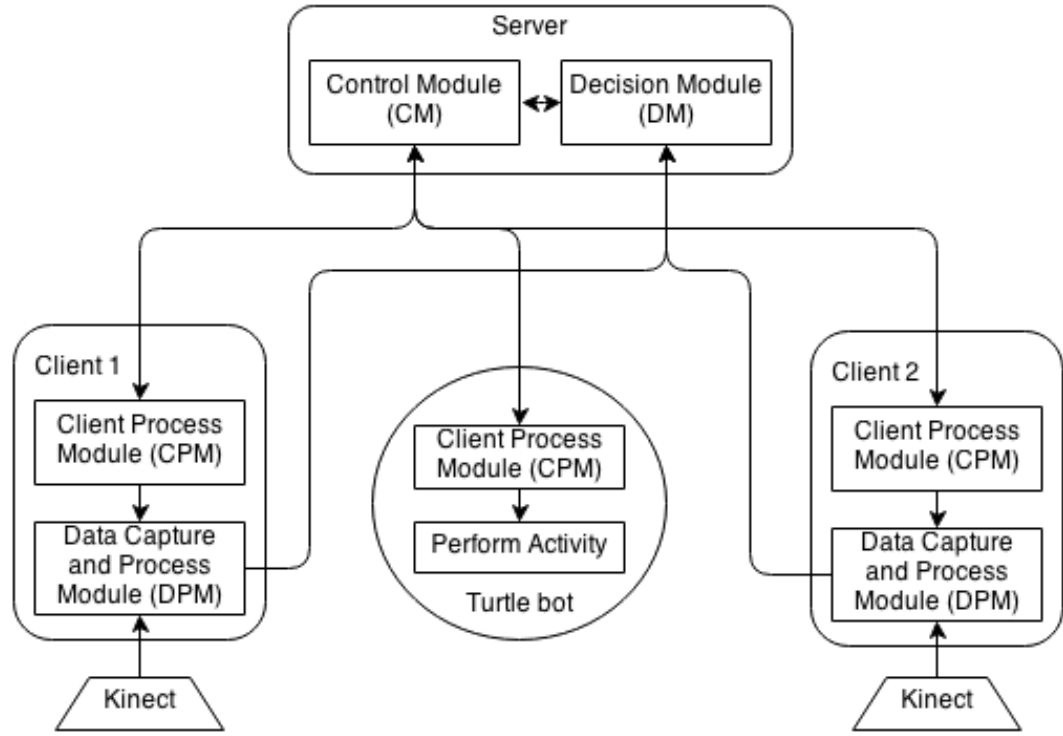 Server
Control Module
(CM)
Decision Module
(DM)
Client 1
Client Process
Module (CPM)
Data Capture
and Process
Module (DPM)
Kinect
Client Process
Module (CPM)
Perform Activity
Turtle bot
Client 2
Client Process
Module (CPM)
Data Capture
and Process
Module (DPM)
Kinect